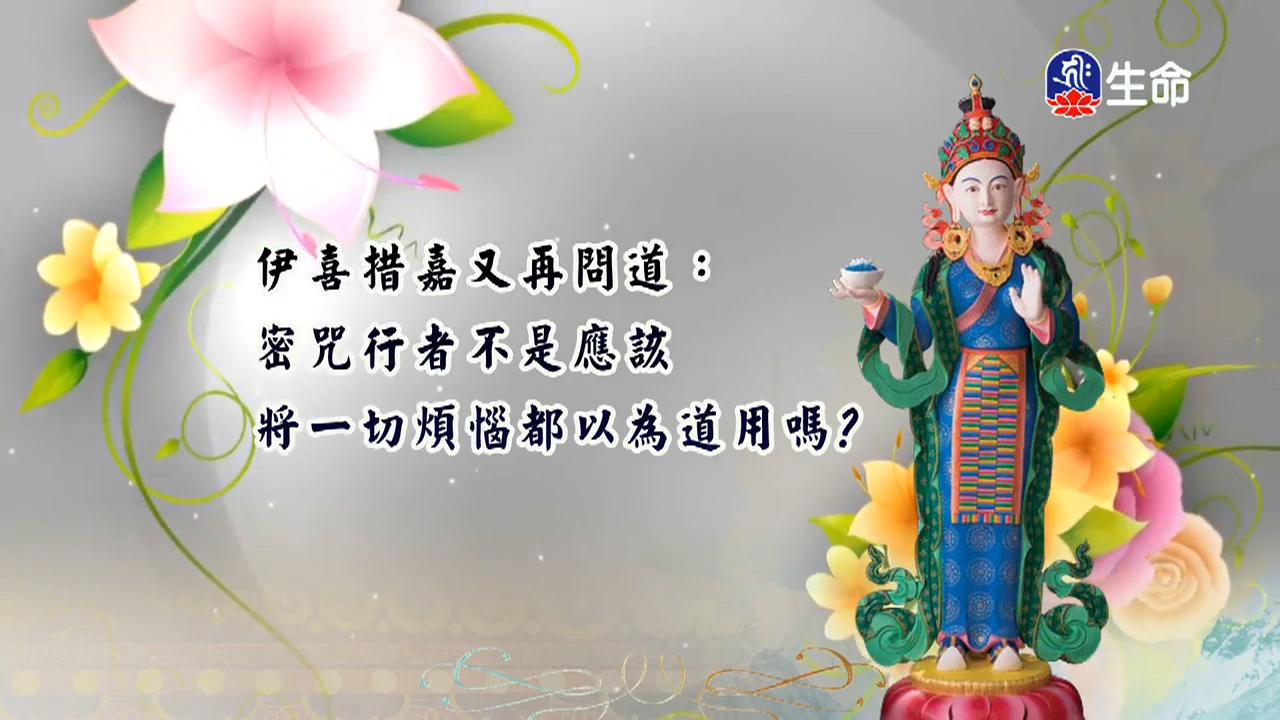 生命
伊喜措嘉又再問道：
密咒行者不是應該
將一切煩惱都以為道用嗎?